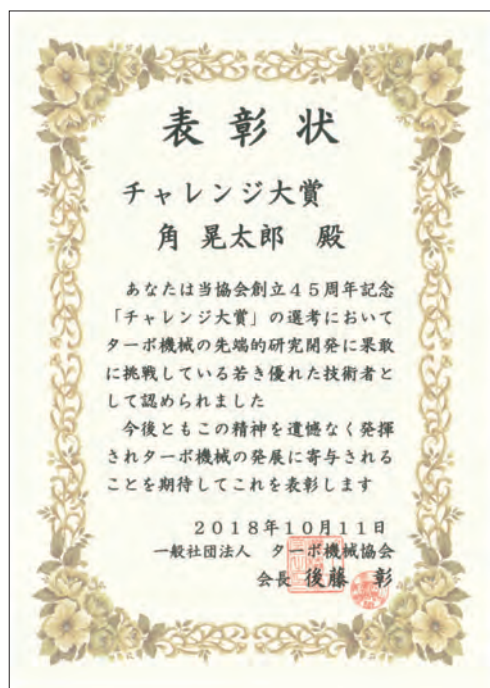 表彰状
チャレンジ大賞
角 晃太郎 殿
あなたは当協会創立45周年記念
「チャレンジ大賞」の選考において
ターボ機械の先端的研究開発に果敢
に挑戦している若き優れた技術者と
して認められました
今後ともこの精神を遺憾なく発揮
されターボ機械の発展に寄与される
ことを期待してこれを表彰します
2018年10月11日
一般社団法人 ターボ機械協会
会長 後藤 彰